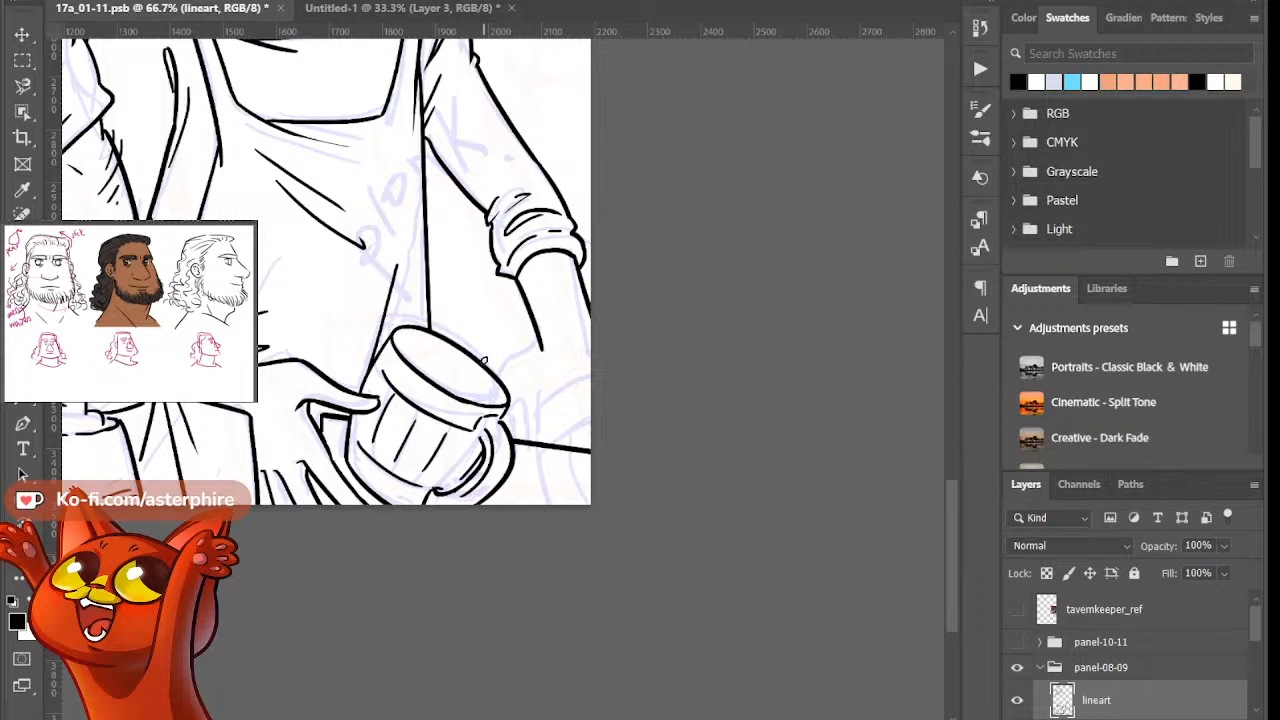 17a_01-11.psb @ 66.7% (lineart, RGB/8) * ×
Untitled-1 @ 33.3% (Layer 3, RGB/8) * ×
1200 1300 1400 1500 1600 1700 1800 1900 2000 2100 2200 2300 2400 2500 2600 2700 2800
Color Swatches Gradien Pattern: Styles
Search Swatches
RGB
CMYK
Grayscale
Pastel
Light
Adjustments Libraries
Adjustments presets
Portraits - Classic Black & White
Cinematic - Split Tone
Creative - Dark Fade
Layers Channels Paths
Kind
Normal Opacity: 100%
Lock: Fill: 100%
tavernkeeper_ref
panel-10-11
panel-08-09
lineart
Ko-fi.com/asterphire